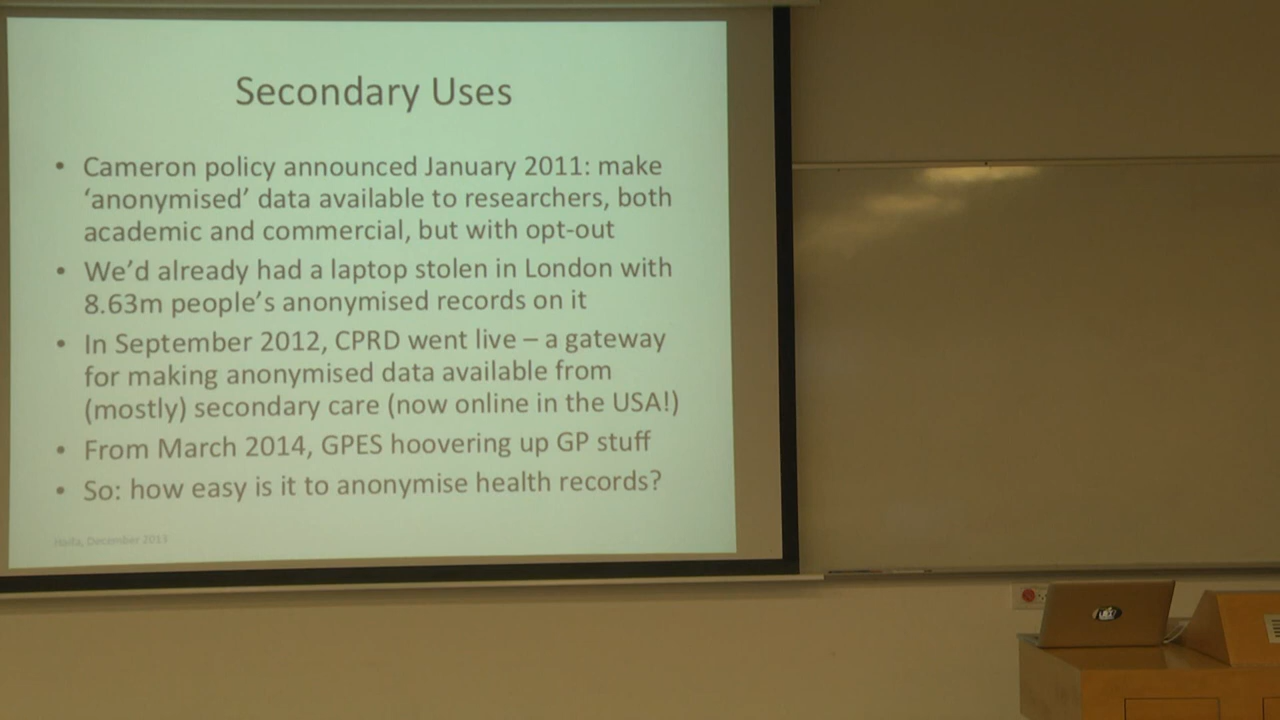 Secondary Uses
• Cameron policy announced January 2011: make
‘anonymised’ data available to researchers, both
academic and commercial, but with opt-out
• We’d already had a laptop stolen in London with
8.63m people’s anonymised records on it
• In September 2012, CPRD went live – a gateway
for making anonymised data available from
(mostly) secondary care (now online in the USA!)
• From March 2014, GPES hoovering up GP stuff
• So: how easy is it to anonymise health records?
Haifa, December 2013